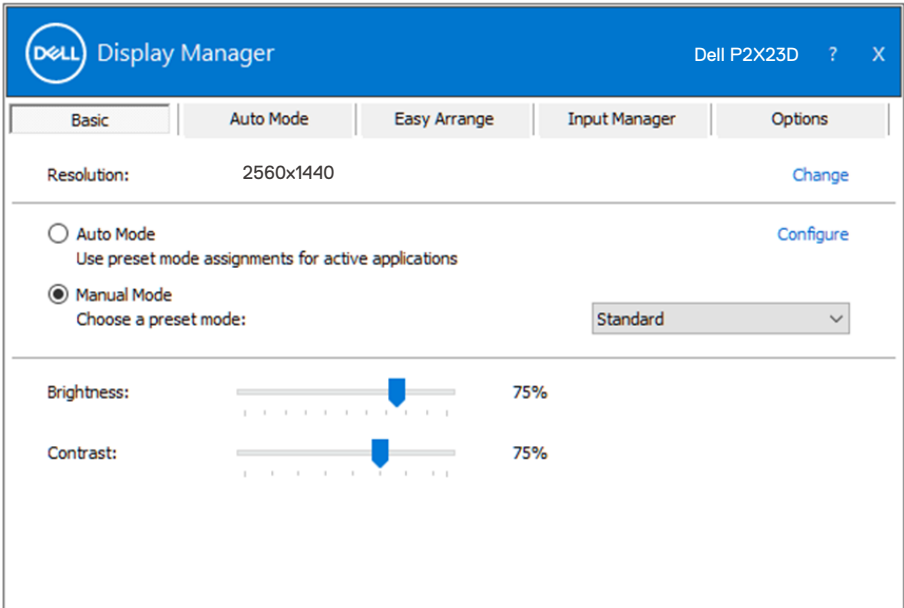 DELL Display Manager Dell P2X23D ? X
Basic Auto Mode Easy Arrange Input Manager Options
Resolution: 2560x1440 Change
Auto Mode Configure
Use preset mode assignments for active applications
Manual Mode
Choose a preset mode: Standard
Brightness: 75%
Contrast: 75%